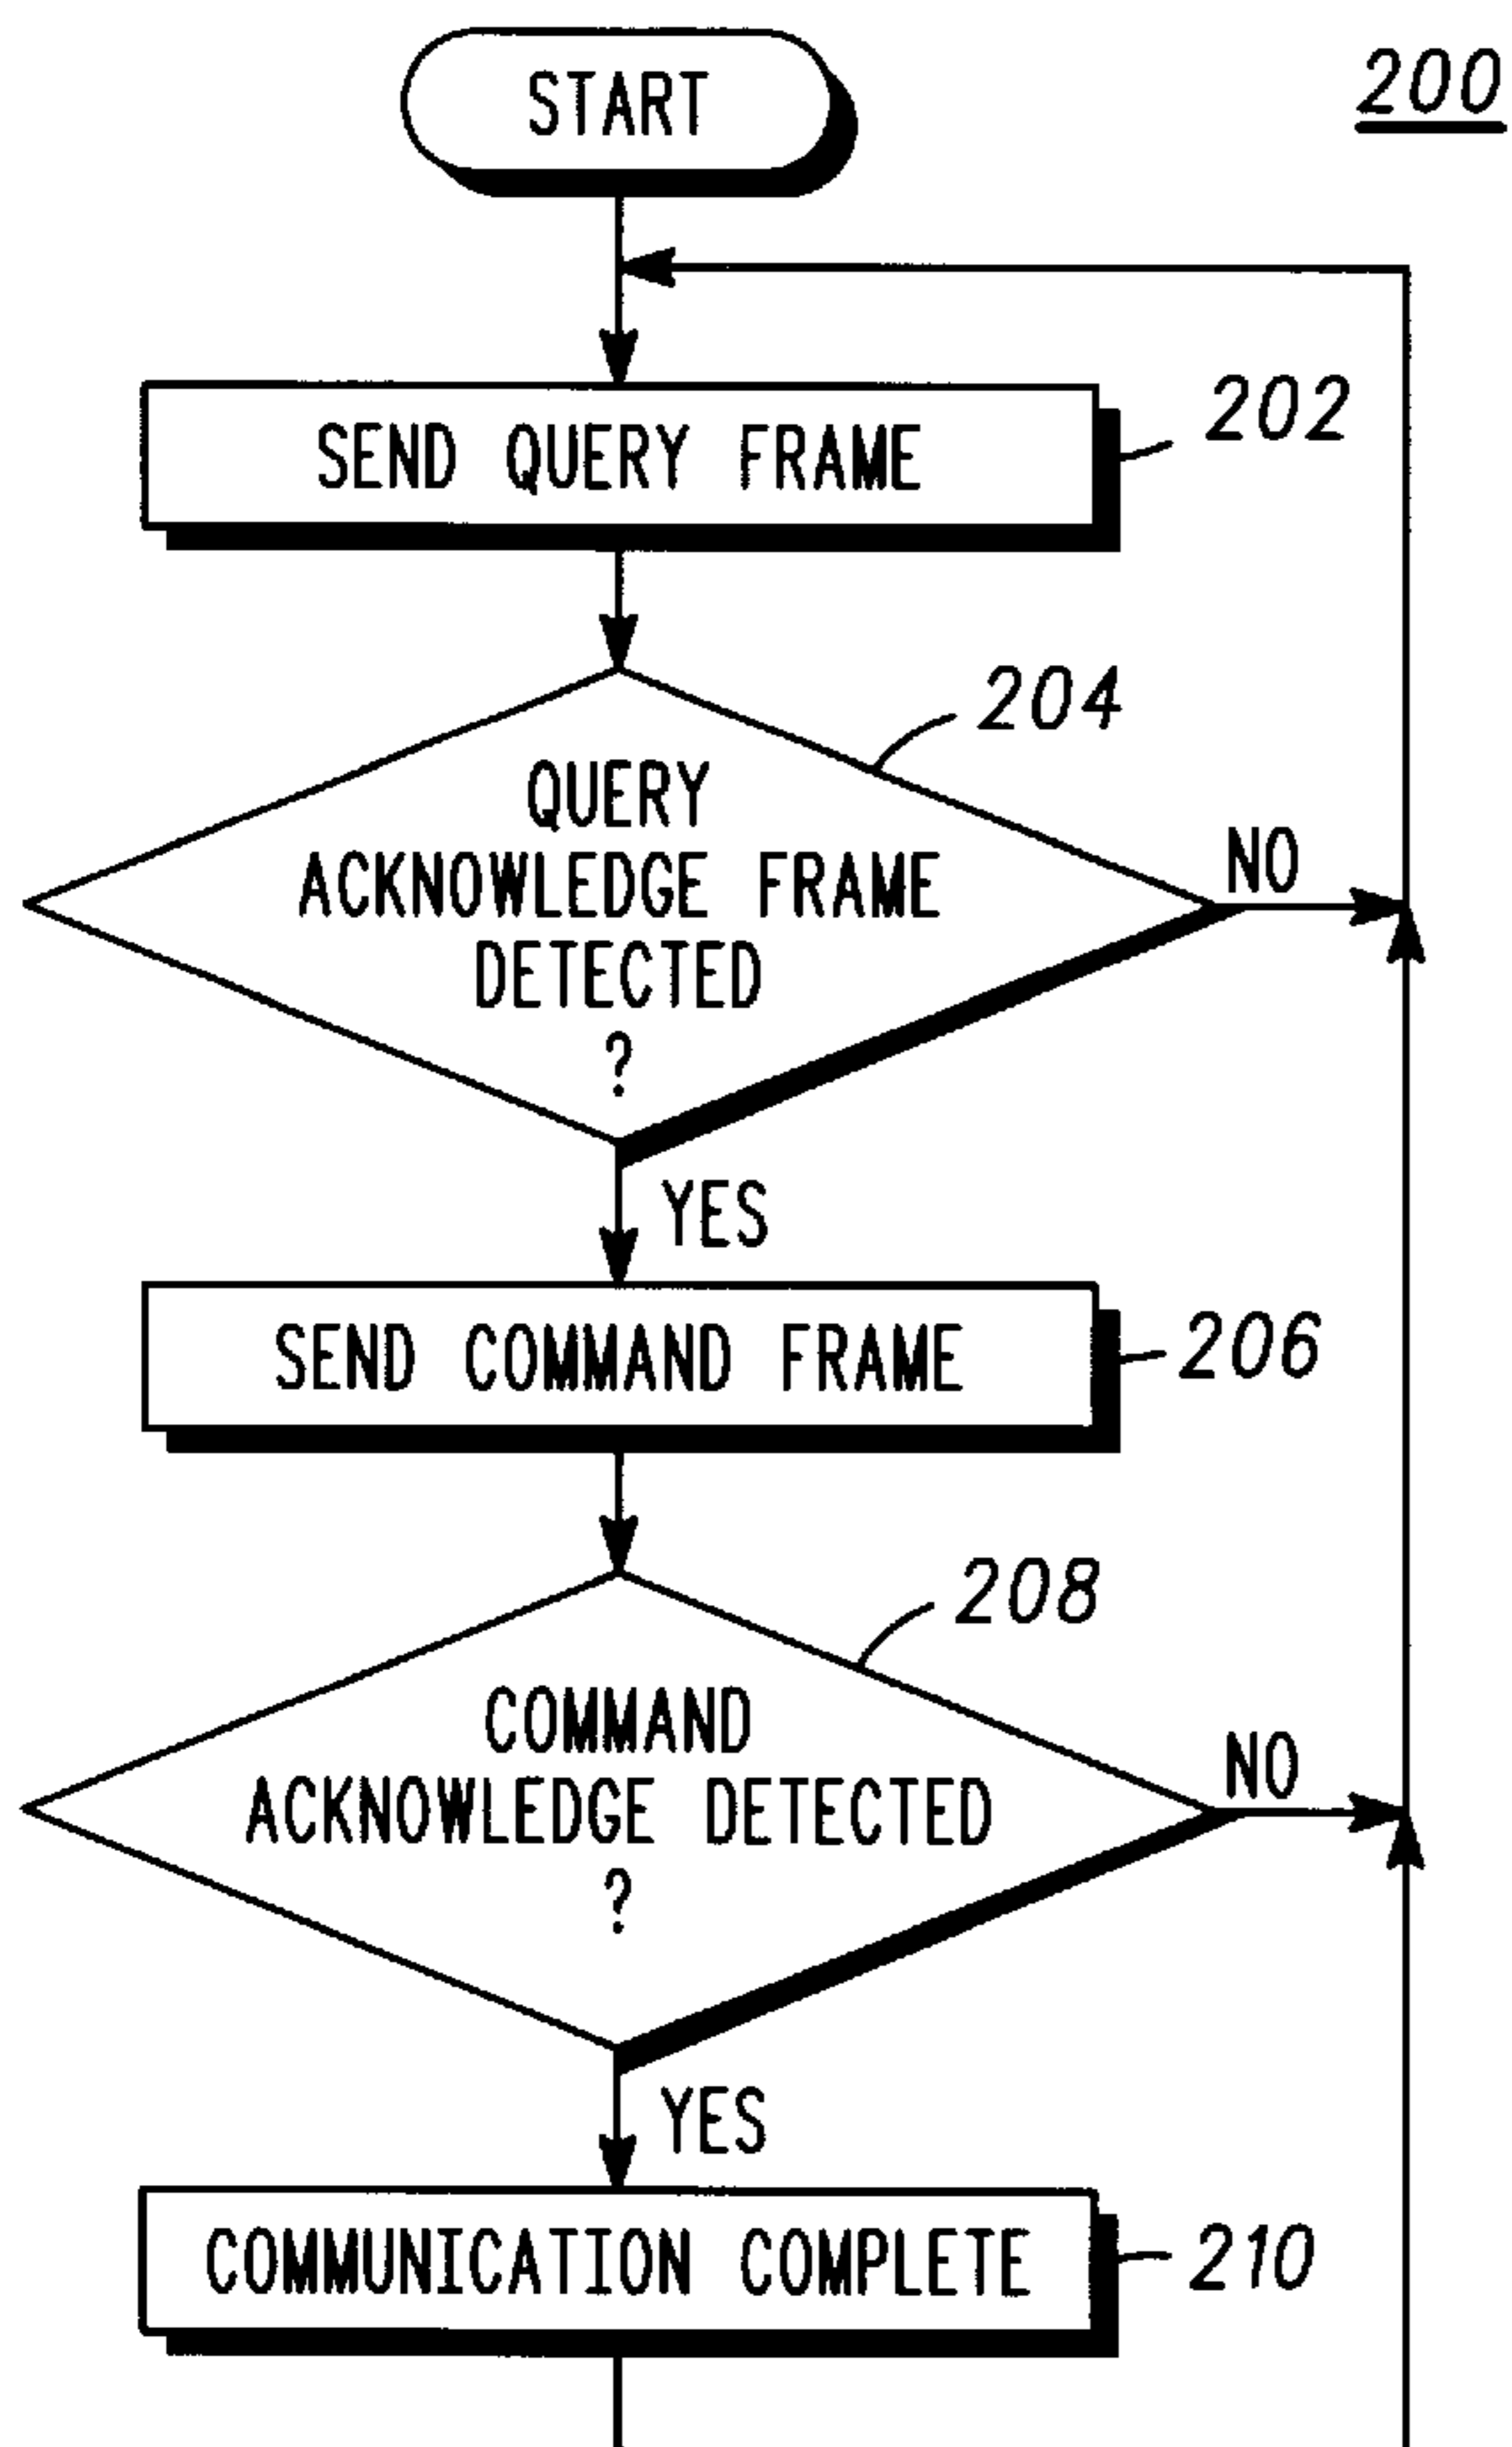 START
200
SEND QUERY FRAME
202
204
QUERY
ACKNOWLEDGE FRAME
DETECTED
?
NO
YES
SEND COMMAND FRAME
206
208
COMMAND
ACKNOWLEDGE DETECTED
?
NO
YES
COMMUNICATION COMPLETE
210